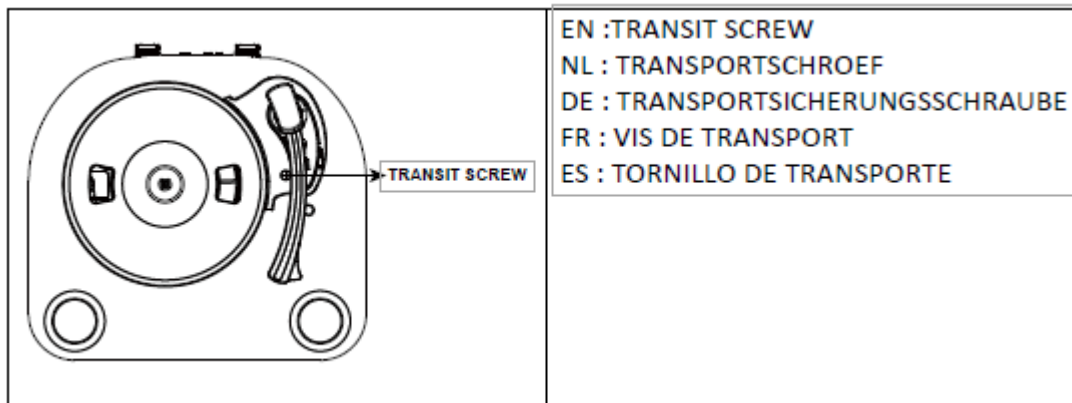 TRANSIT SCREW
EN :TRANSIT SCREW
NL : TRANSPORTSCHROEF
DE : TRANSPORTSICHERUNGSSCHRAUBE
FR : VIS DE TRANSPORT
ES : TORNILLO DE TRANSPORTE